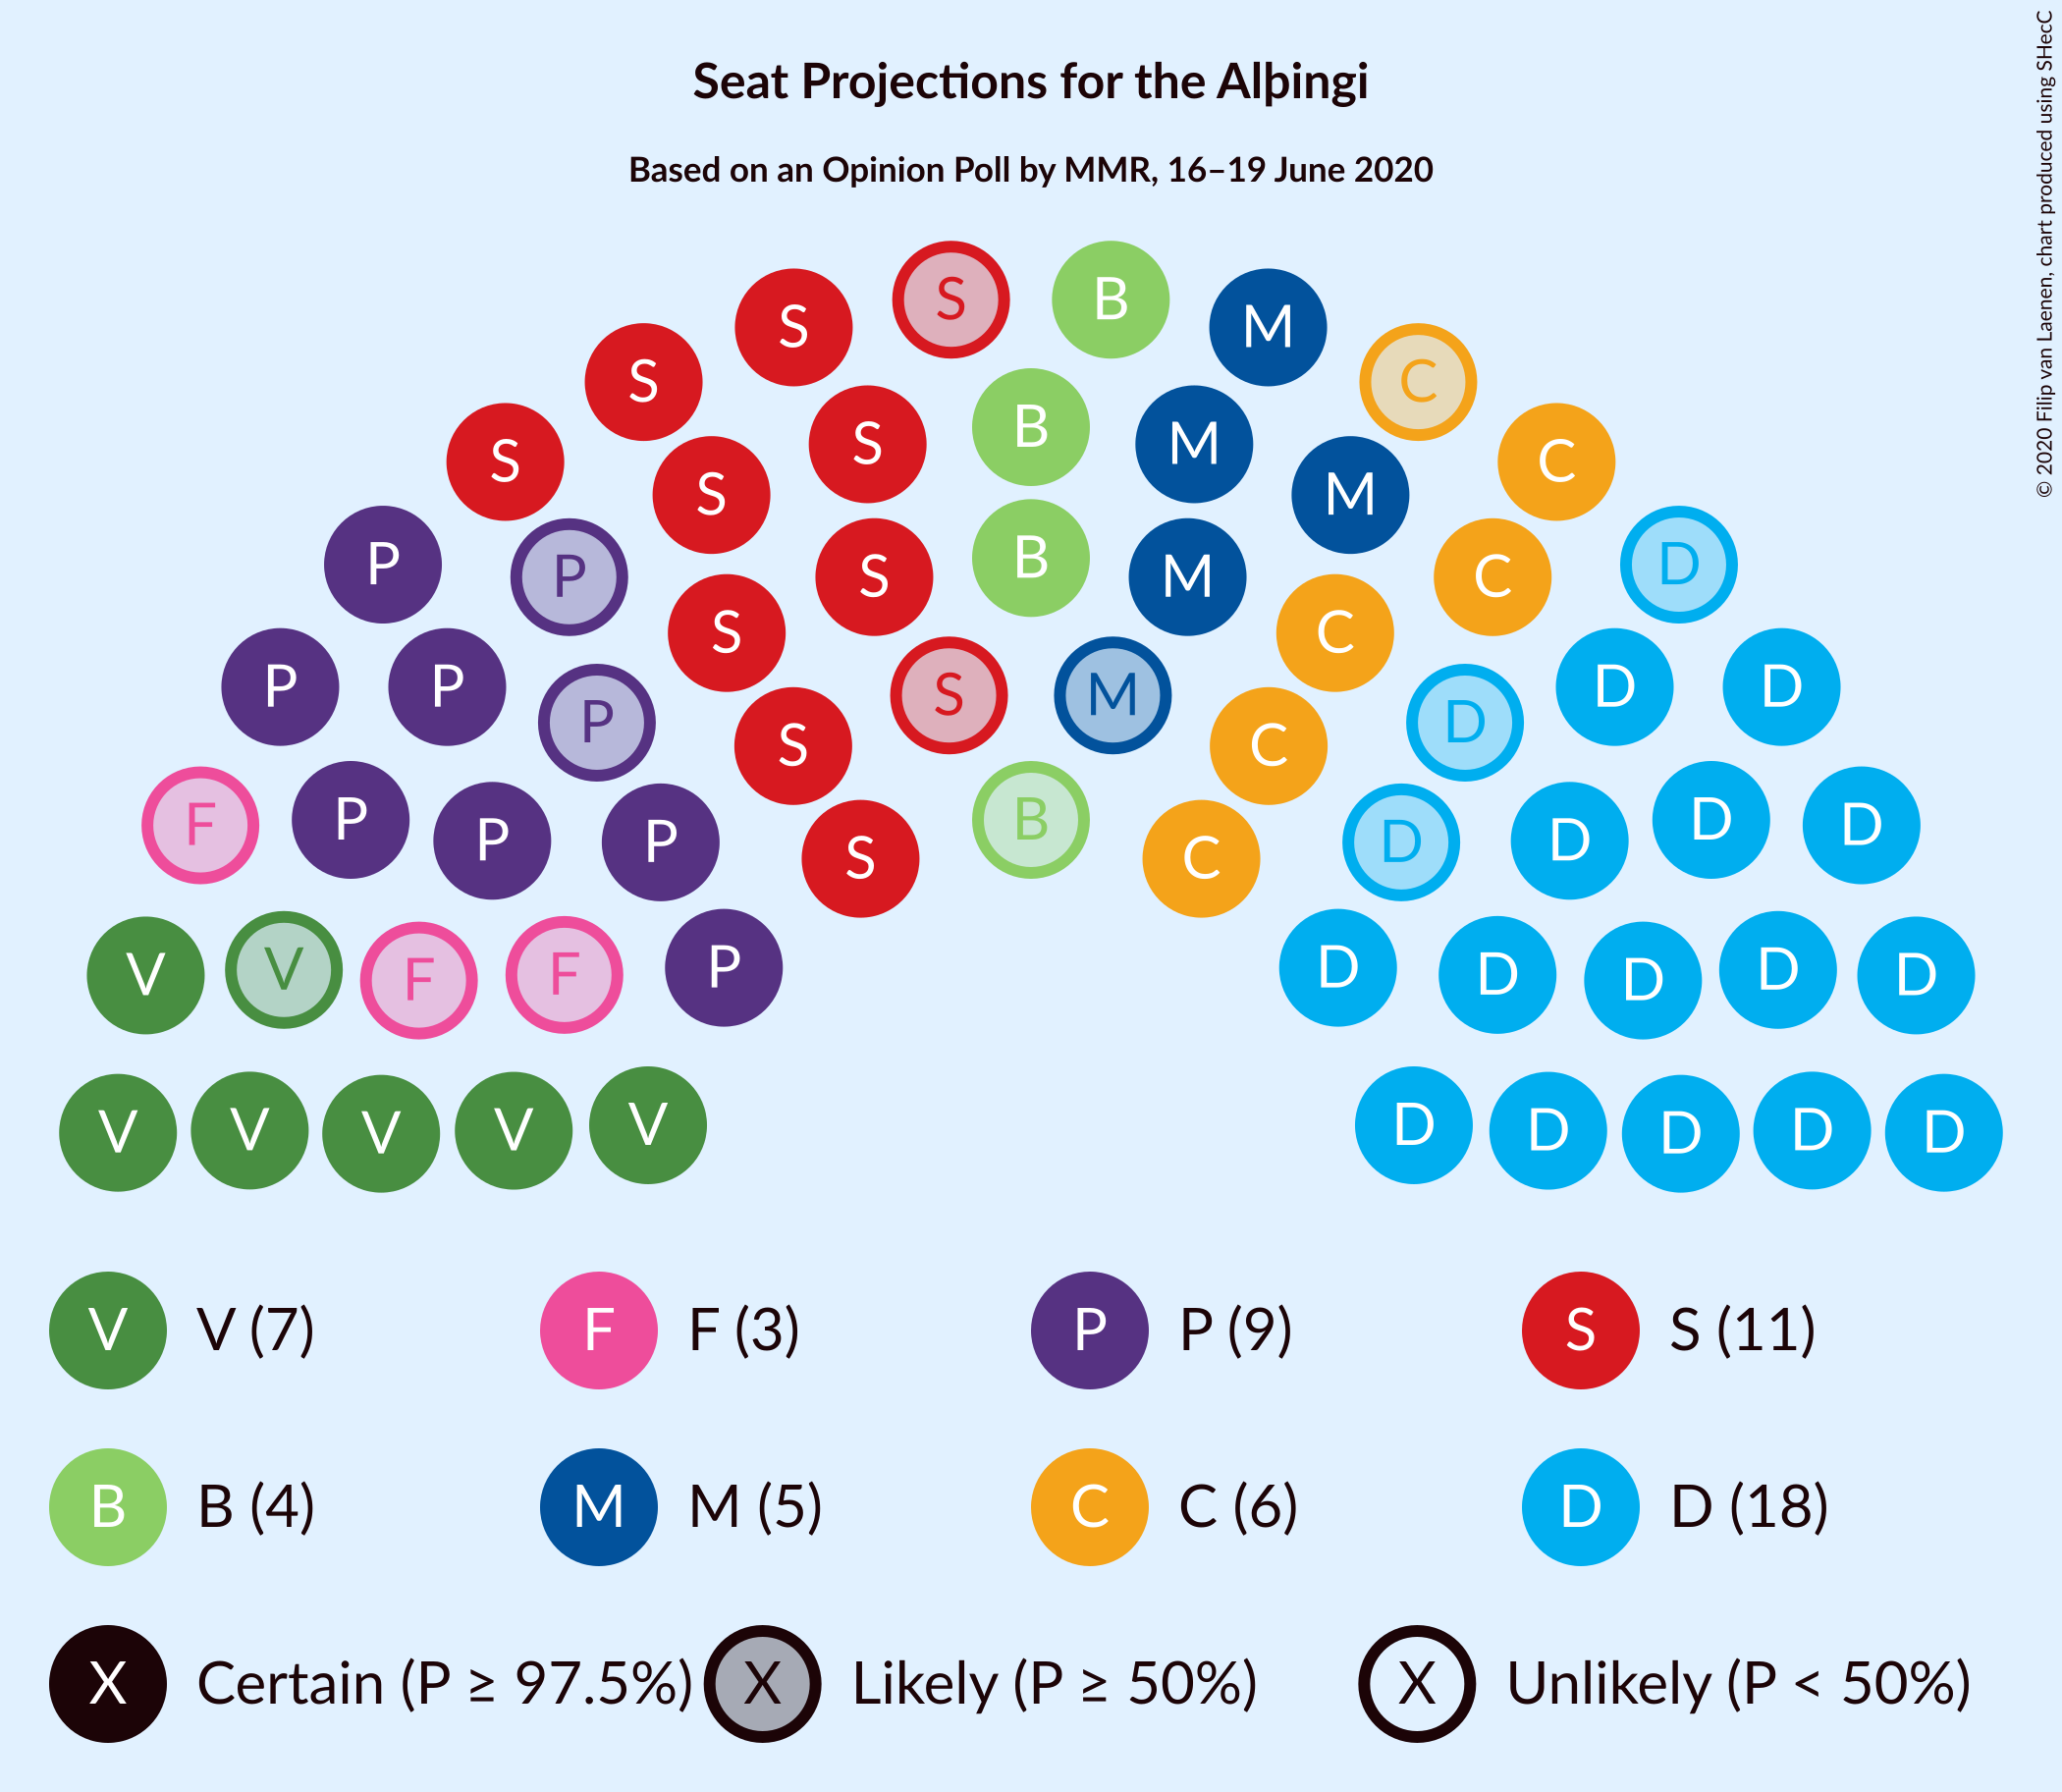 Seat Projections for the Alþingi
Based on an Opinion Poll by MMR, 16–19 June 2020
© 2020 Filip van Laenen, chart produced using SHecC
S B
S M
S C
S B M C
S M
P D
P S B M C
S C
P P D D
P S M D
S C
B
F P D D
P P D D
S C
V V F F P D D D D D
V V V V V D D D D D
V V (7) F F (3) P P (9) S S (11)
B B (4) M M (5) C C (6) D D (18)
X Certain (P ≥ 97.5%) X Likely (P ≥ 50%) X Unlikely (P < 50%)